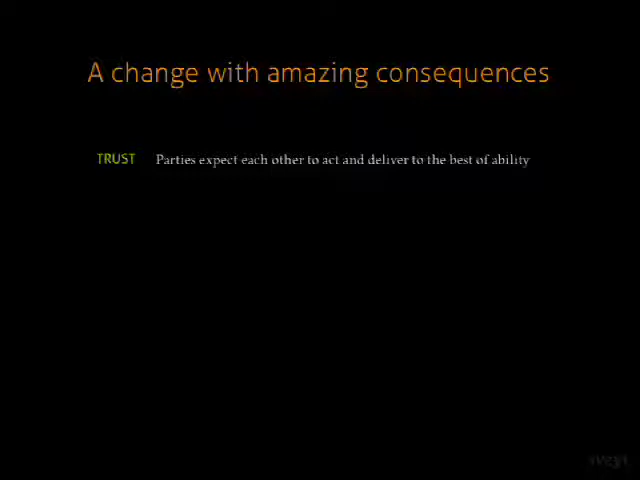 A change with amazing consequences
TRUST Parties expect each other to act and deliver to the best of ability